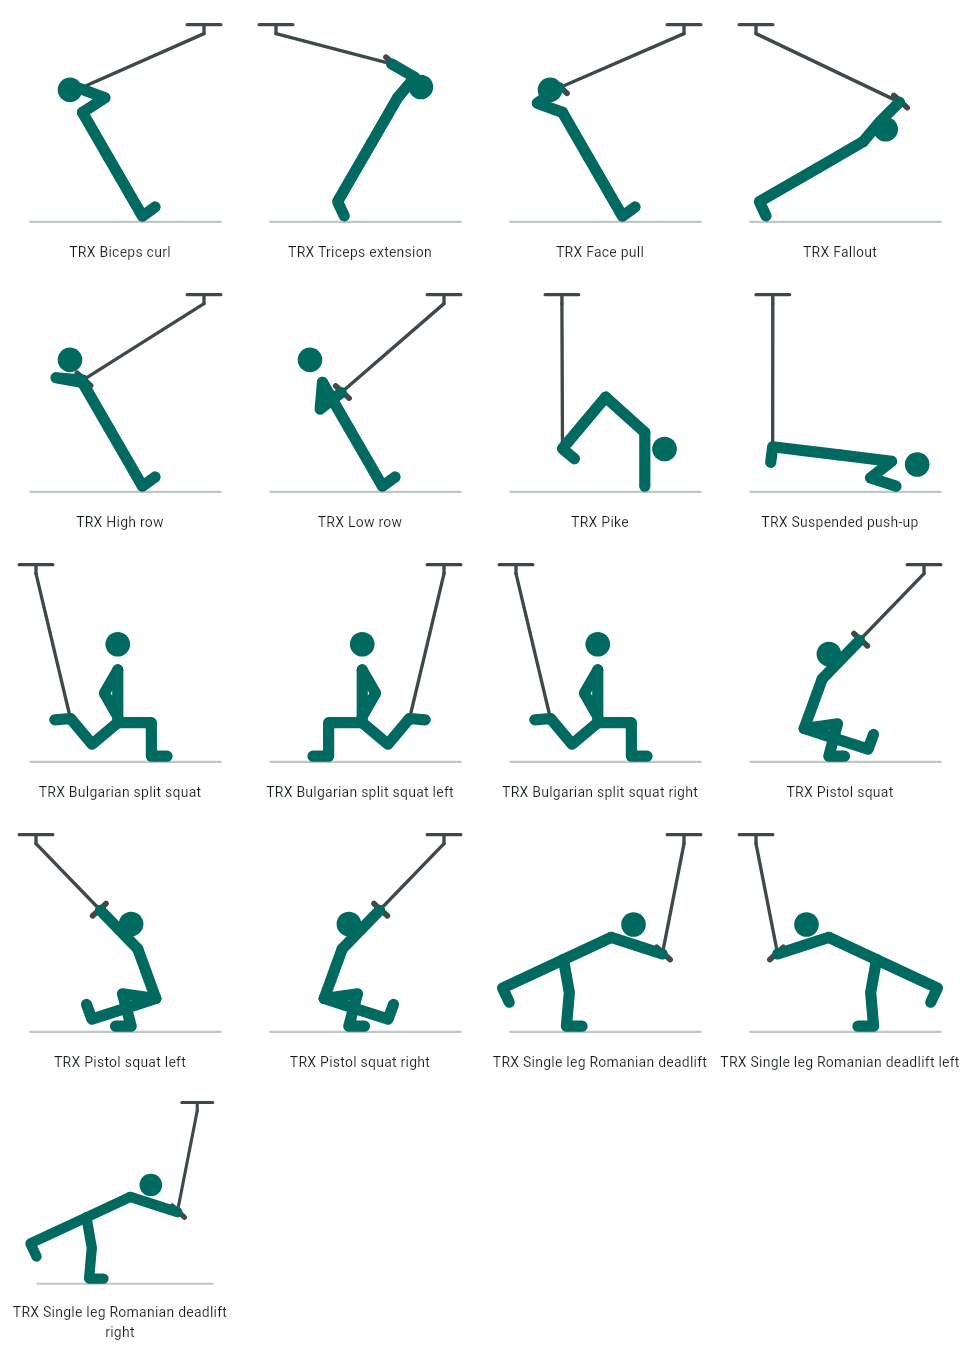 TRX Biceps curl
TRX Triceps extension
TRX Face pull
TRX Fallout
TRX High row
TRX Low row
TRX Pike
TRX Suspended push-up
TRX Bulgarian split squat
TRX Bulgarian split squat left
TRX Bulgarian split squat right
TRX Pistol squat
TRX Pistol squat left
TRX Pistol squat right
TRX Single leg Romanian deadlift
TRX Single leg Romanian deadlift left
TRX Single leg Romanian deadlift
right